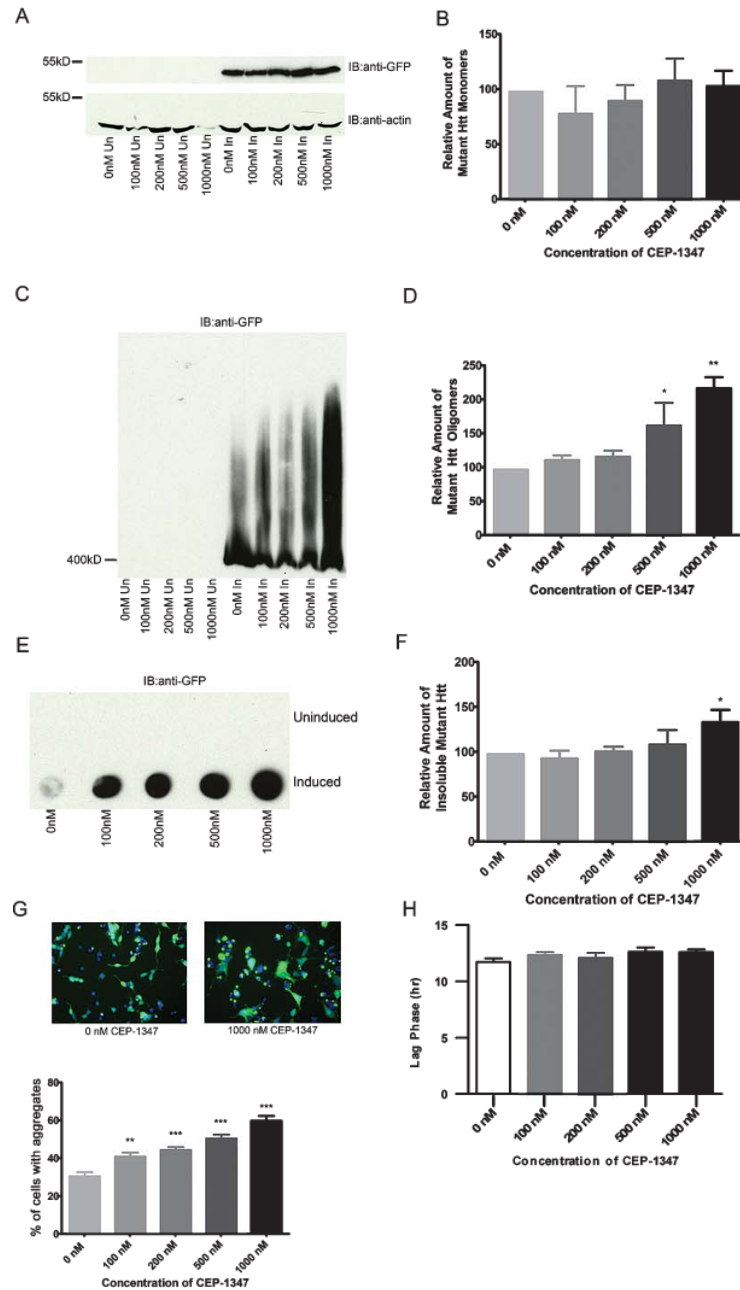 A
55kD
IB:anti-GFP
55kD
IB:anti-actin
0nM Un
100nM Un
200nM Un
500nM Un
1000nM Un
0nM In
100nM In
200nM In
500nM In
1000nM In
B
Relative Amount of
Mutant Htt Monomers
150
100
50
0
0 nM
100 nM
200 nM
500 nM
1000 nM
Concentration of CEP-1347
C
IB:anti-GFP
400kD
0nM Un
100nM Un
200nM Un
500nM Un
1000nM Un
0nM In
100nM In
200nM In
500nM In
1000nM In
D
Relative Amount of
Mutant Htt Oligomers
250
200
150
100
50
0
*
**
0 nM
100 nM
200 nM
500 nM
1000 nM
Concentration of CEP-1347
E
IB:anti-GFP
Uninduced
Induced
0nM
100nM
200nM
500nM
1000nM
F
Relative Amount of
Insoluble Mutant Htt
200
150
100
50
0
*
0 nM
100 nM
200 nM
500 nM
1000 nM
Concentration of CEP-1347
G
0 nM CEP-1347
1000 nM CEP-1347
% of cells with aggregates
80
60
40
20
0
**
***
***
***
0 nM
100 nM
200 nM
500 nM
1000 nM
Concentration of CEP-1347
H
Lag Phase (hr)
15
10
5
0
0 nM
100 nM
200 nM
500 nM
1000 nM
Concentration of CEP-1347